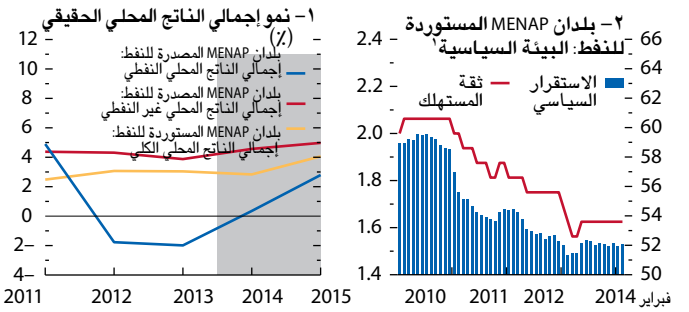 ١– نمو إجمالي الناتج المحلي الحقيقي
(٪)
بلدان MENAP المصدرة للنفط:
إجمالي الناتج المحلي النفطي
بلدان MENAP المصدرة للنفط:
إجمالي الناتج المحلي غير النفطي
بلدان MENAP المستوردة للنفط:
إجمالي الناتج المحلي الكلي
12
10
8
6
4
2
0
2–
4–
2011 2012 2013 2014 2015
٢– بلدان MENAP المستوردة
للنفط: البيئة السياسية١
الاستقرار السياسي
ثقة المستهلك
2.4
2.2
2.0
1.8
1.6
1.4
66
64
62
60
58
56
54
52
50
2010 2011 2012 2014 فبراير